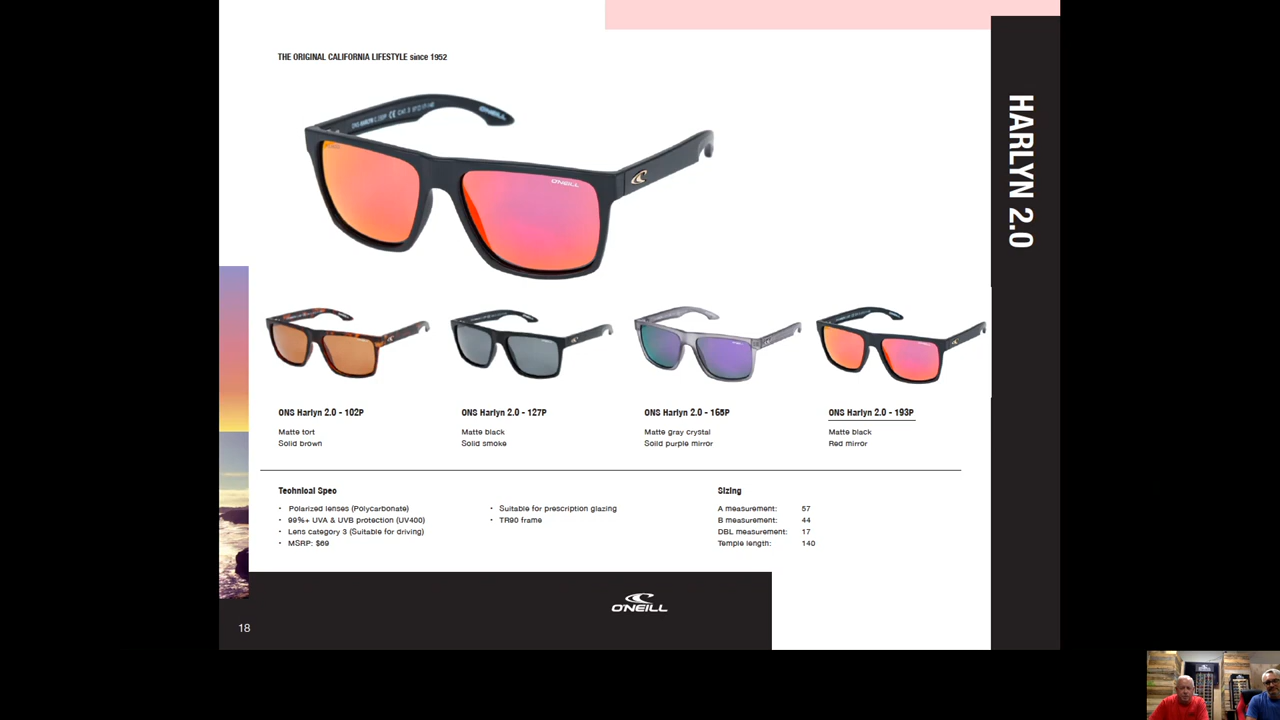 THE ORIGINAL CALIFORNIA LIFESTYLE since 1952
HARLYN 2.0
O'NEILL
O'NEILL
ONS Harlyn 2.0 - 102P
Matte tort
Solid brown
ONS Harlyn 2.0 - 127P
Matte black
Solid smoke
ONS Harlyn 2.0 - 165P
Matte gray crystal
Solid purple mirror
ONS Harlyn 2.0 - 193P
Matte black
Red mirror
Technical Spec
• Polarized lenses (Polycarbonate)
• 99%+ UVA & UVB protection (UV400)
• Lens category 3 (Suitable for driving)
• MSRP: $69
• Suitable for prescription glazing
• TR90 frame
Sizing
A measurement: 57
B measurement: 44
DBL measurement: 17
Temple length: 140
O'NEILL
18